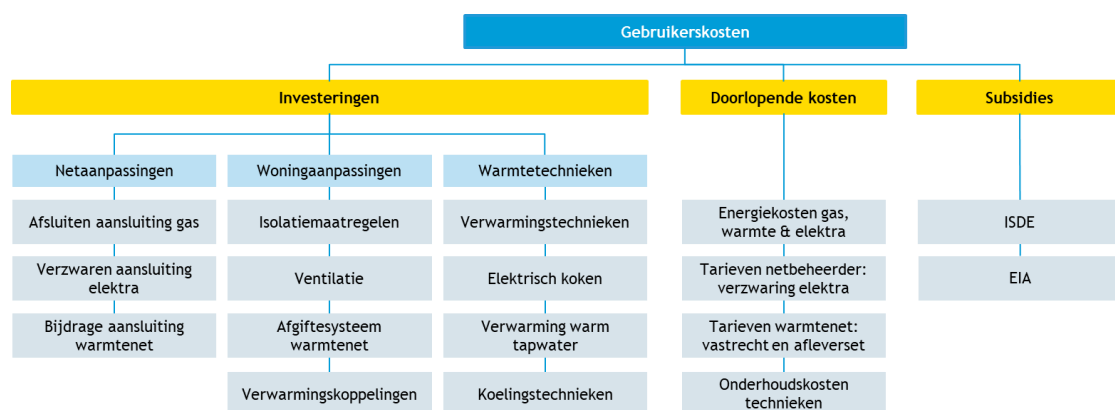 Gebruikerskosten
Investeringen
Doorlopende kosten
Subsidies
Netaanpassingen
Woningaanpassingen
Warmtetechnieken
Afsluiten aansluiting gas
Verzwaren aansluiting
elektra
Bijdrage aansluiting
warmtenet
Isolatiemaatregelen
Ventilatie
Afgiftesysteem
warmtenet
Verwarmingskoppelingen
Verwarmingstechnieken
Elektrisch koken
Verwarming warm
tapwater
Koelingstechnieken
Energiekosten gas,
warmte & elektra
Tarieven netbeheerder:
verzwaring elektra
Tarieven warmtenet:
vastrecht en afleverset
Onderhoudskosten
technieken
ISDE
EIA